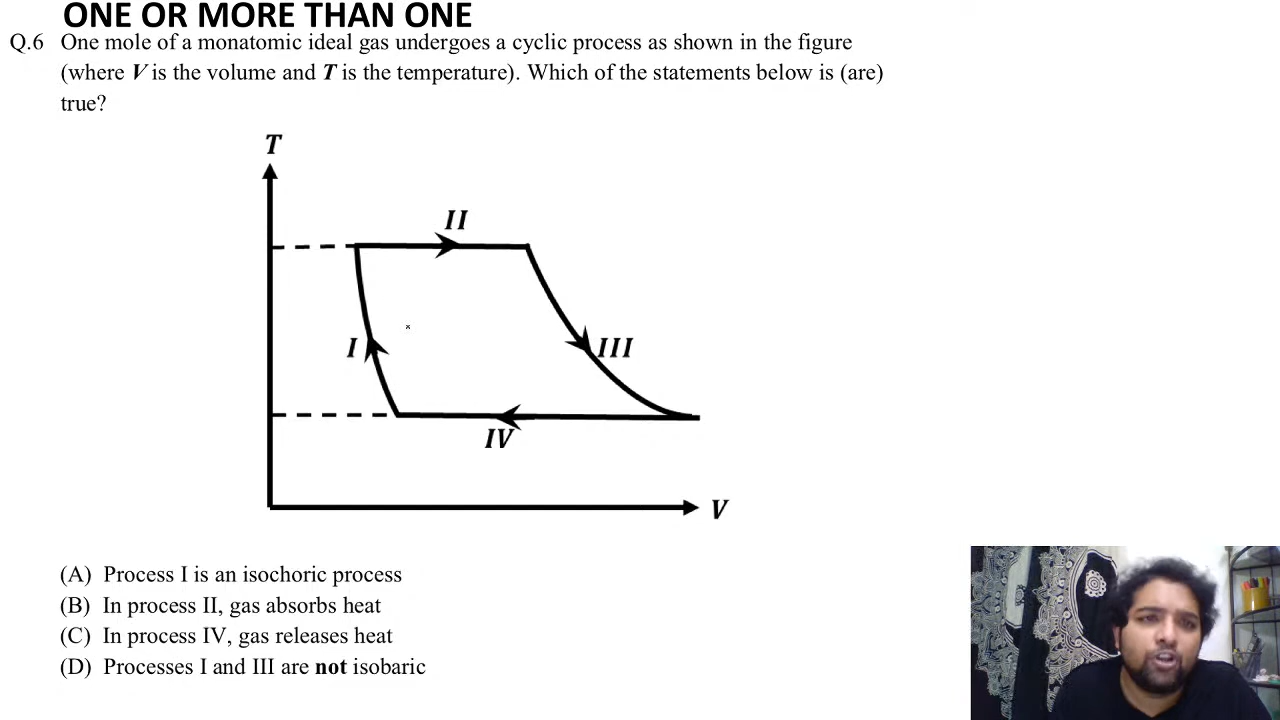 ONE OR MORE THAN ONE
Q.6 One mole of a monatomic ideal gas undergoes a cyclic process as shown in the figure
(where V is the volume and T is the temperature). Which of the statements below is (are)
true?
T
II
I
III
IV
V
(A) Process I is an isochoric process
(B) In process II, gas absorbs heat
(C) In process IV, gas releases heat
(D) Processes I and III are not isobaric